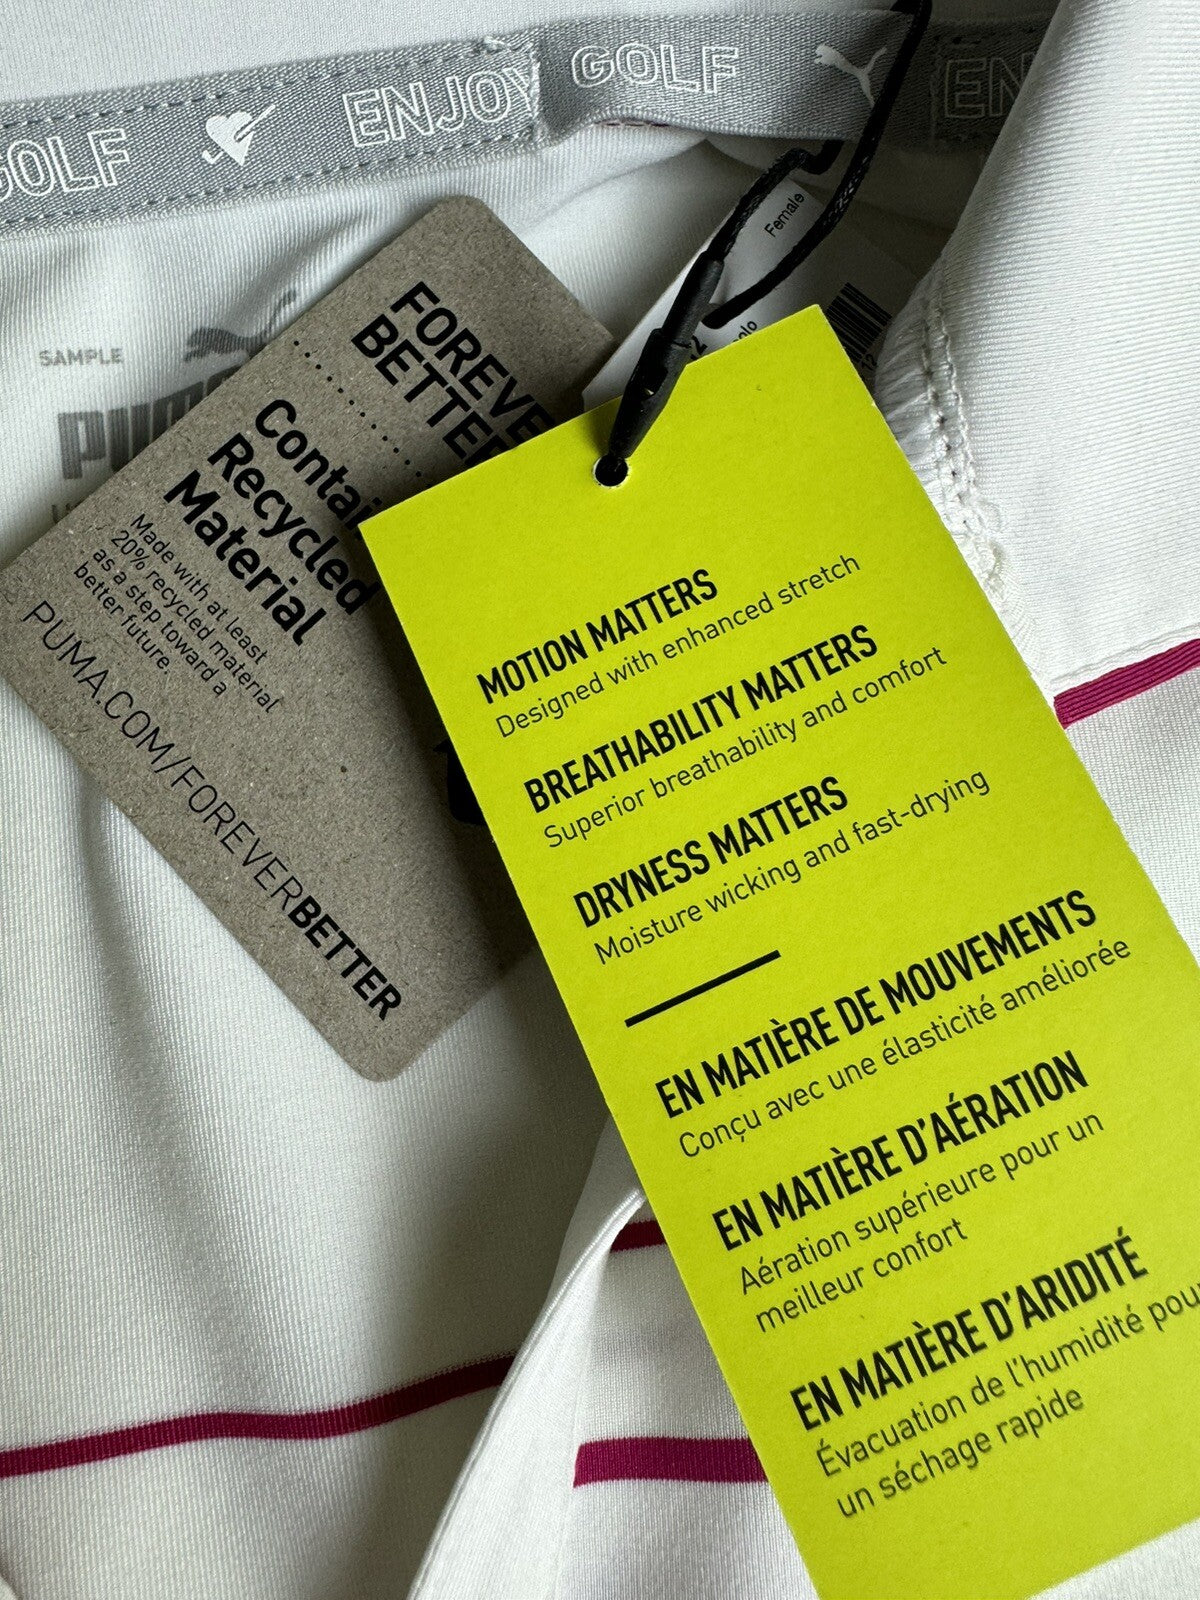 GOLF ENJOY GOLF
Female
SAMPLE
FOREVER
BETTER
Recycled
Material
Made with at least
20% recycled material
as a step toward a
better future.
PUMA.COM/FOREVERBETTER
MOTION MATTERS
Designed with enhanced stretch
BREATHABILITY MATTERS
Superior breathability and comfort
DRYNESS MATTERS
Moisture wicking and fast-drying
EN MATIÈRE DE MOUVEMENTS
Conçu avec une élasticité améliorée
EN MATIÈRE D'AÉRATION
Aération supérieure pour un
meilleur confort
EN MATIÈRE D'ARIDITÉ
Évacuation de l'humidité pour
un séchage rapide